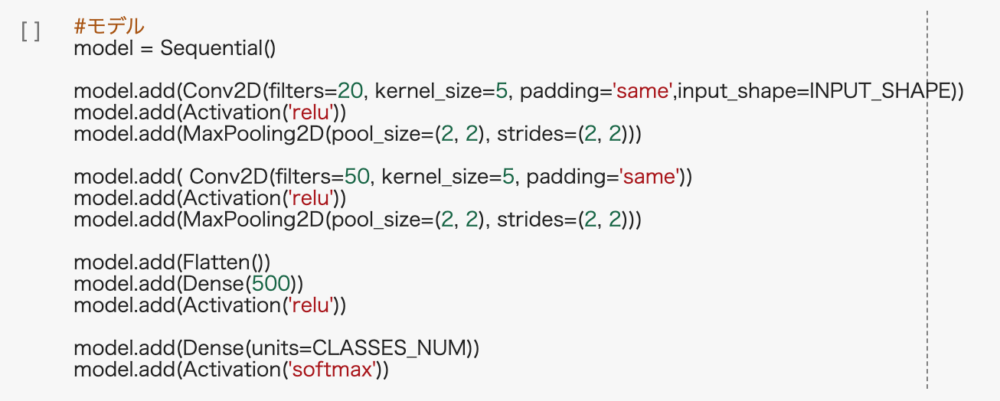 [ ]
#モデル
model = Sequential()
model.add(Conv2D(filters=20, kernel_size=5, padding='same',input_shape=INPUT_SHAPE))
model.add(Activation('relu'))
model.add(MaxPooling2D(pool_size=(2, 2), strides=(2, 2)))
model.add( Conv2D(filters=50, kernel_size=5, padding='same'))
model.add(Activation('relu'))
model.add(MaxPooling2D(pool_size=(2, 2), strides=(2, 2)))
model.add(Flatten())
model.add(Dense(500))
model.add(Activation('relu'))
model.add(Dense(units=CLASSES_NUM))
model.add(Activation('softmax'))